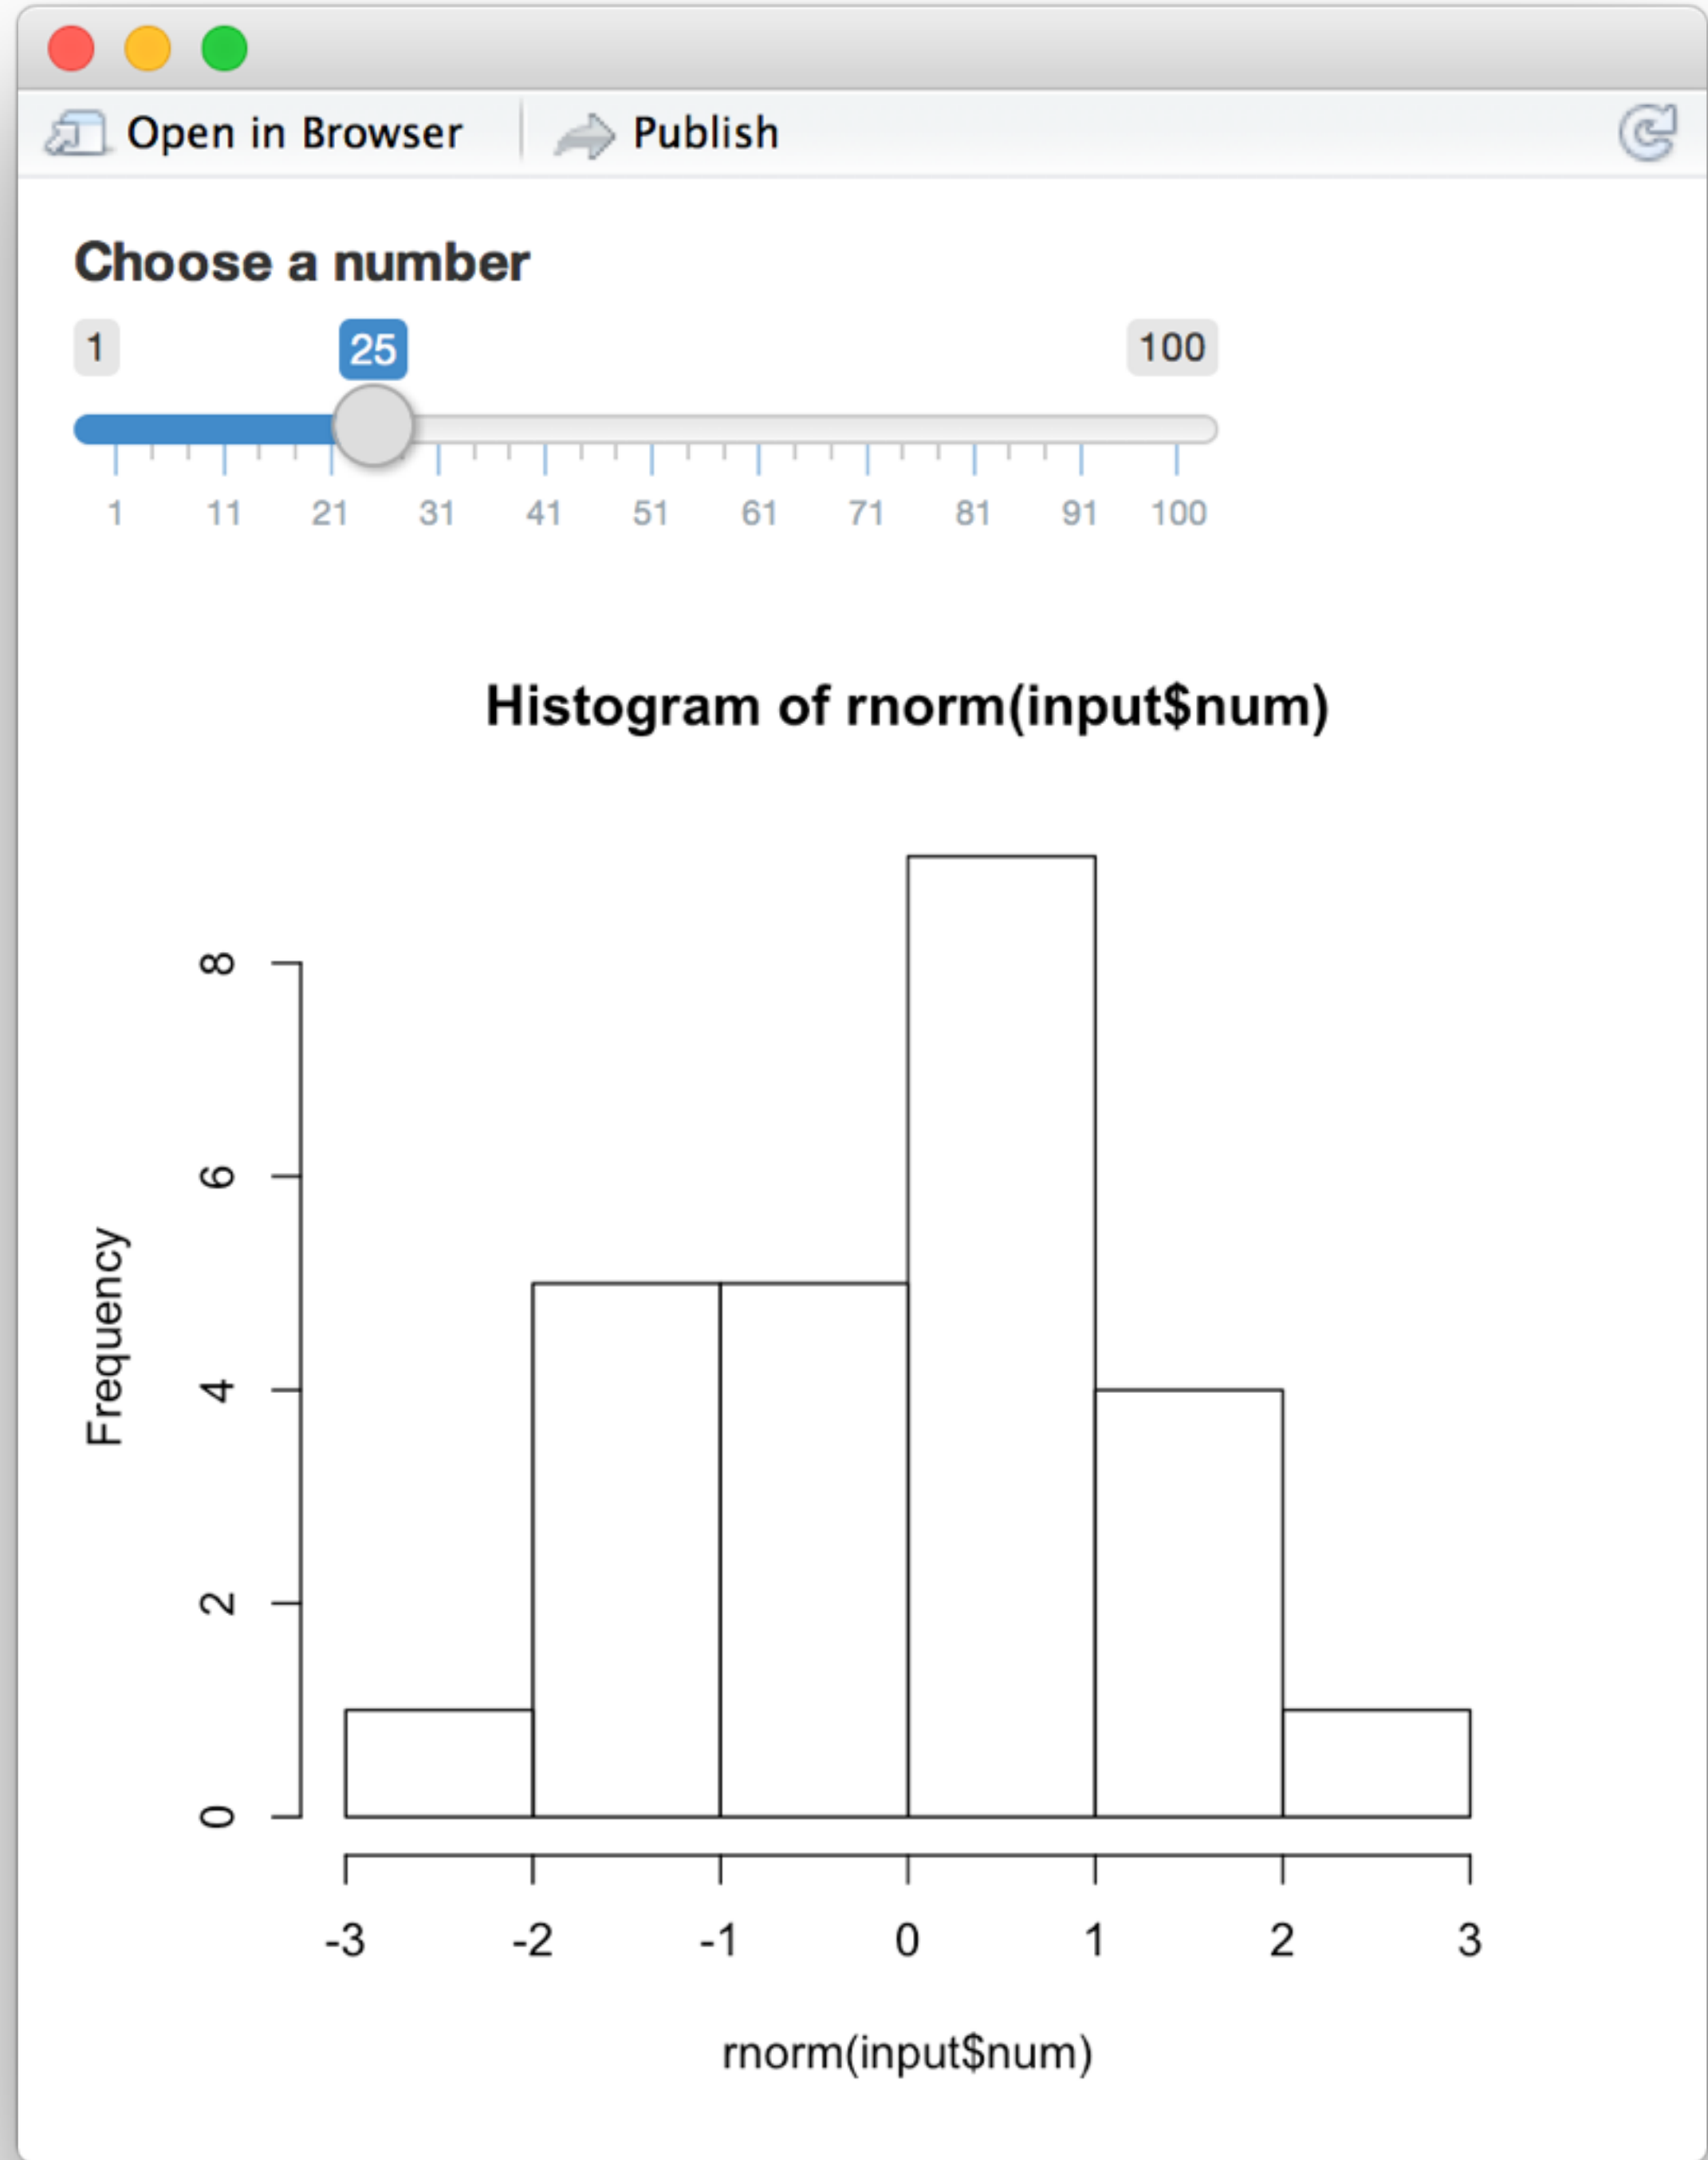 Open in Browser Publish
Choose a number
1 25 100
1 11 21 31 41 51 61 71 81 91 100
Histogram of rnorm(input$num)
8
6
4
2
0
Frequency
-3 -2 -1 0 1 2 3
rnorm(input$num)